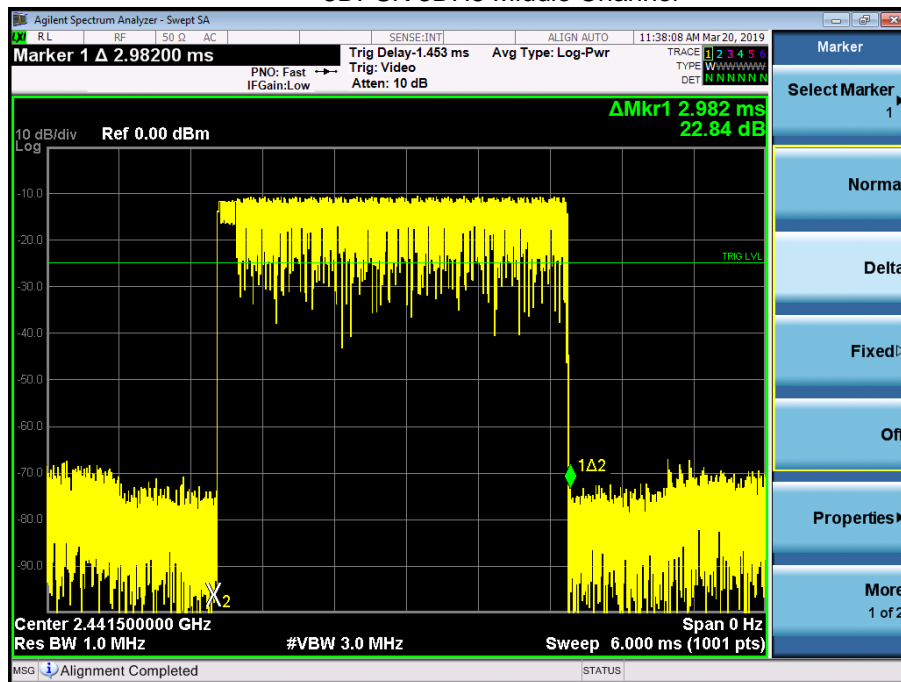 Agilent Spectrum Analyzer - Swept SA
LXI RL RF 50 Ω AC SENSE:INT ALIGN AUTO 11:38:08 AM Mar 20, 2019
Marker 1 Δ 2.98200 ms
PNO: Fast
IFGain:Low
Trig Delay-1.453 ms
Trig: Video
Atten: 10 dB
Avg Type: Log-Pwr
TRACE 1 2 3 4 5 6
TYPE WWWWWW
DET N N N N N N
ΔMkr1 2.982 ms
22.84 dB
10 dB/div Ref 0.00 dBm
Log
-10.0
-20.0
TRIG LVL
-30.0
-40.0
-50.0
-60.0
-70.0
1Δ2
-80.0
-90.0
X2
Center 2.441500000 GHz Span 0 Hz
Res BW 1.0 MHz #VBW 3.0 MHz Sweep 6.000 ms (1001 pts)
MSG Alignment Completed STATUS
Marker
Select Marker
1
Norma
Delta
Fixed
Off
Properties
More
1 of 2